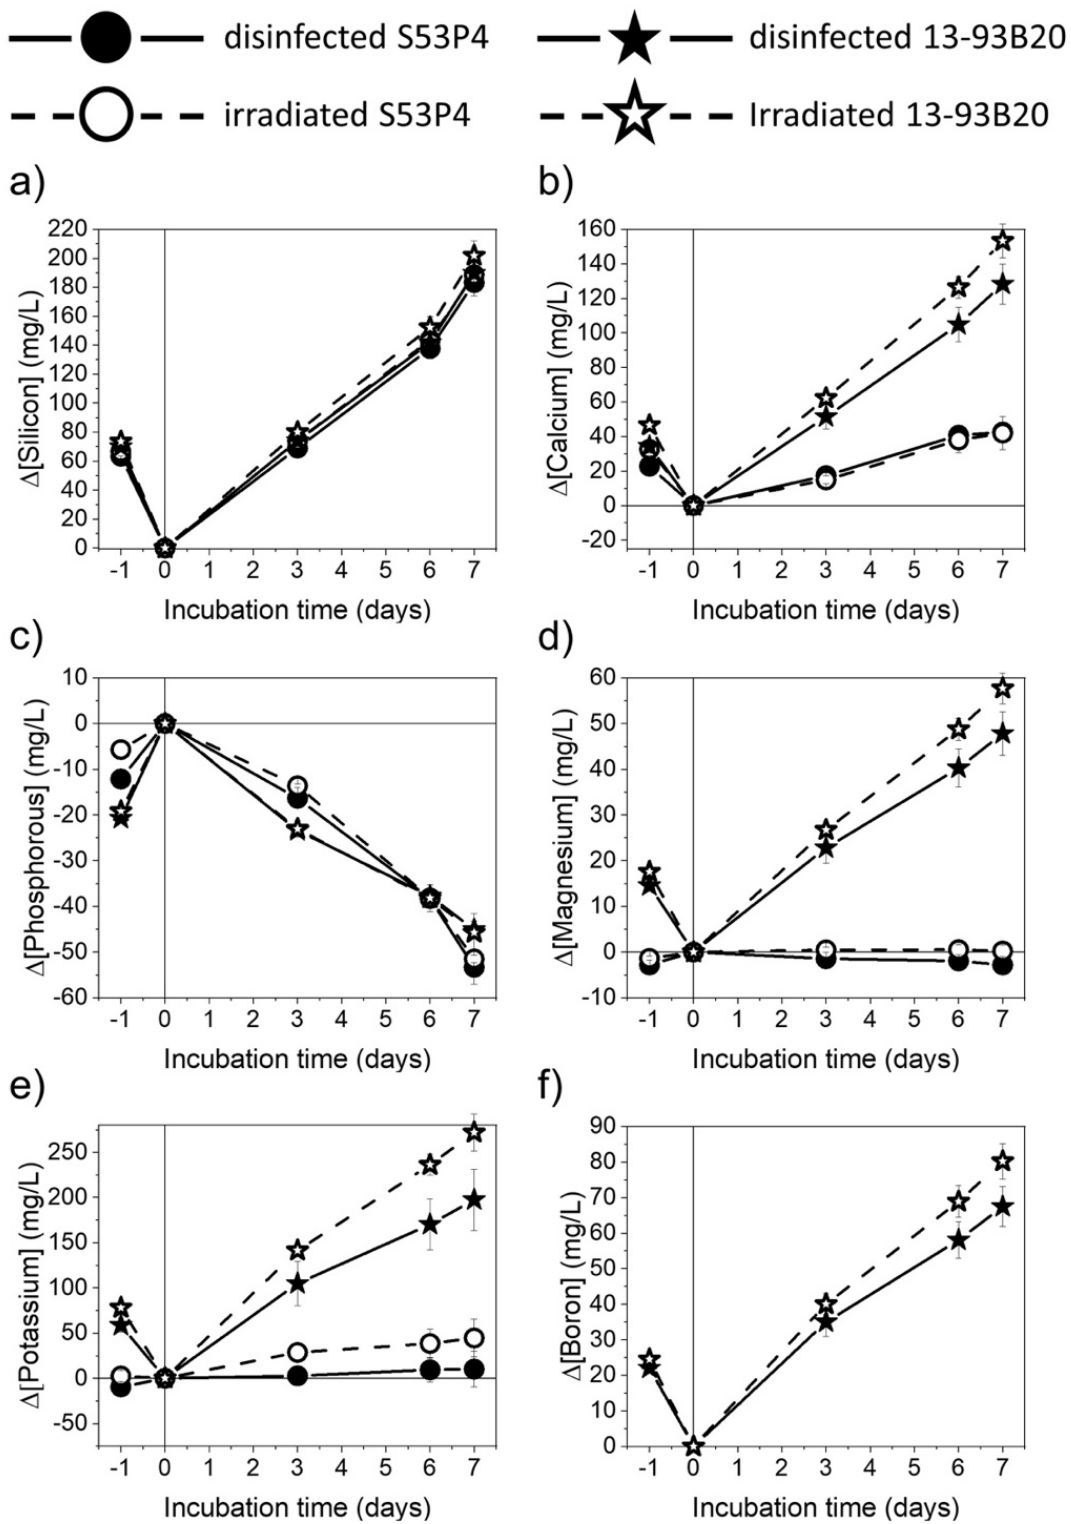 disinfected S53P4 disinfected 13-93B20
irradiated S53P4 Irradiated 13-93B20
a)
220
200
180
160
140
120
100
80
60
40
20
0
Δ[Silicon] (mg/L)
-1 0 1 2 3 4 5 6 7
Incubation time (days)
b)
160
140
120
100
80
60
40
20
0
-20
Δ[Calcium] (mg/L)
-1 0 1 2 3 4 5 6 7
Incubation time (days)
c)
10
0
-10
-20
-30
-40
-50
-60
Δ[Phosphorous] (mg/L)
-1 0 1 2 3 4 5 6 7
Incubation time (days)
d)
60
50
40
30
20
10
0
-10
Δ[Magnesium] (mg/L)
-1 0 1 2 3 4 5 6 7
Incubation time (days)
e)
250
200
150
100
50
0
-50
Δ[Potassium] (mg/L)
-1 0 1 2 3 4 5 6 7
Incubation time (days)
f)
90
80
70
60
50
40
30
20
10
0
Δ[Boron] (mg/L)
-1 0 1 2 3 4 5 6 7
Incubation time (days)